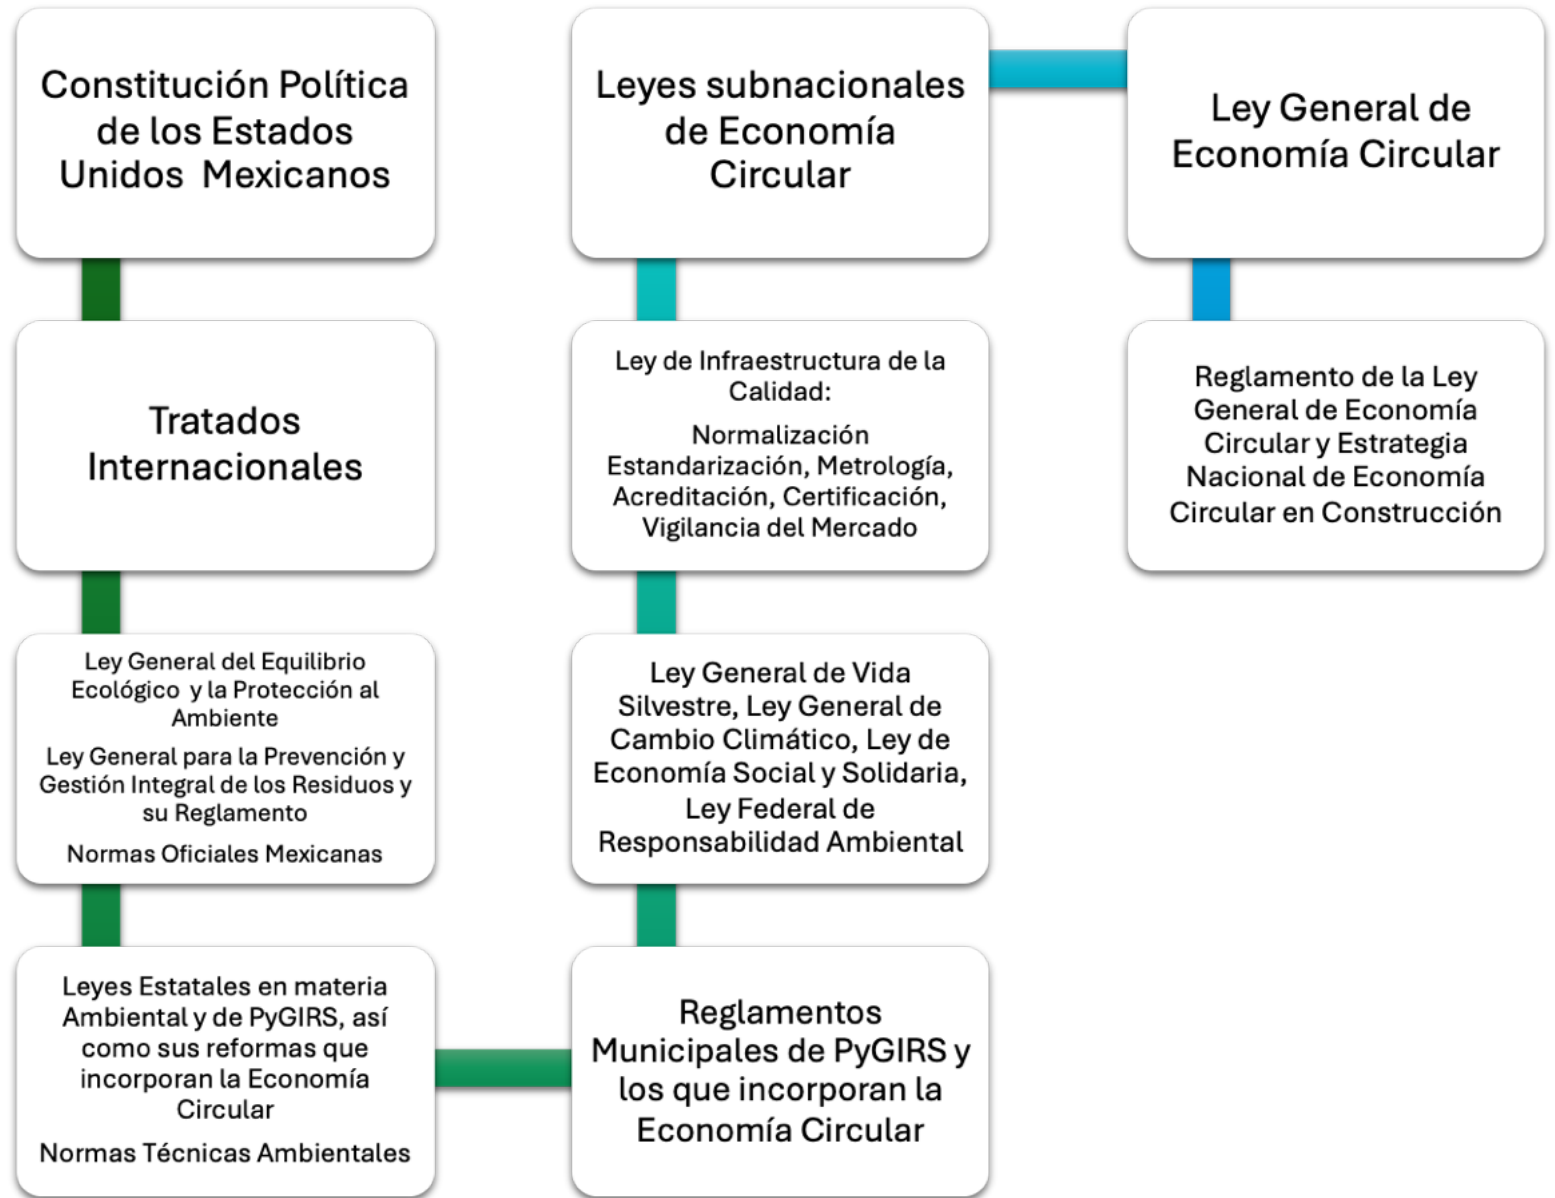 Constitución Política
de los Estados
Unidos  Mexicanos
Tratados
Internacionales
Ley General del Equilibrio
Ecológico  y la Protección al
Ambiente
Ley General para la Prevención y
Gestión Integral de los Residuos y
su Reglamento
Normas Oficiales Mexicanas
Leyes Estatales en materia
Ambiental y de PyGIRS, así
como sus reformas que
incorporan la Economía
Circular
Normas Técnicas Ambientales
Reglamentos
Municipales de PyGIRS y
los que incorporan la
Economía Circular
Ley General de Vida
Silvestre, Ley General de
Cambio Climático, Ley de
Economía Social y Solidaria,
Ley Federal de
Responsabilidad Ambiental
Ley de Infraestructura de la
Calidad:
Normalización
Estandarización, Metrología,
Acreditación, Certificación,
Vigilancia del Mercado
Leyes subnacionales
de Economía
Circular
Ley General de
Economía Circular
Reglamento de la Ley
General de Economía
Circular y Estrategia
Nacional de Economía
Circular en Construcción